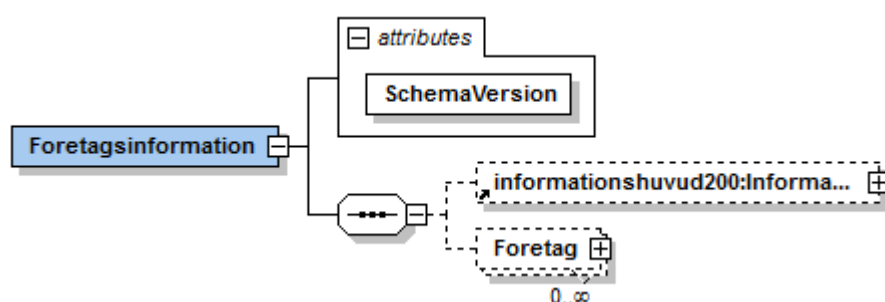 attributes
SchemaVersion
Foretagsinformation
informationshuvud200:Informa...
Foretag
0..∞